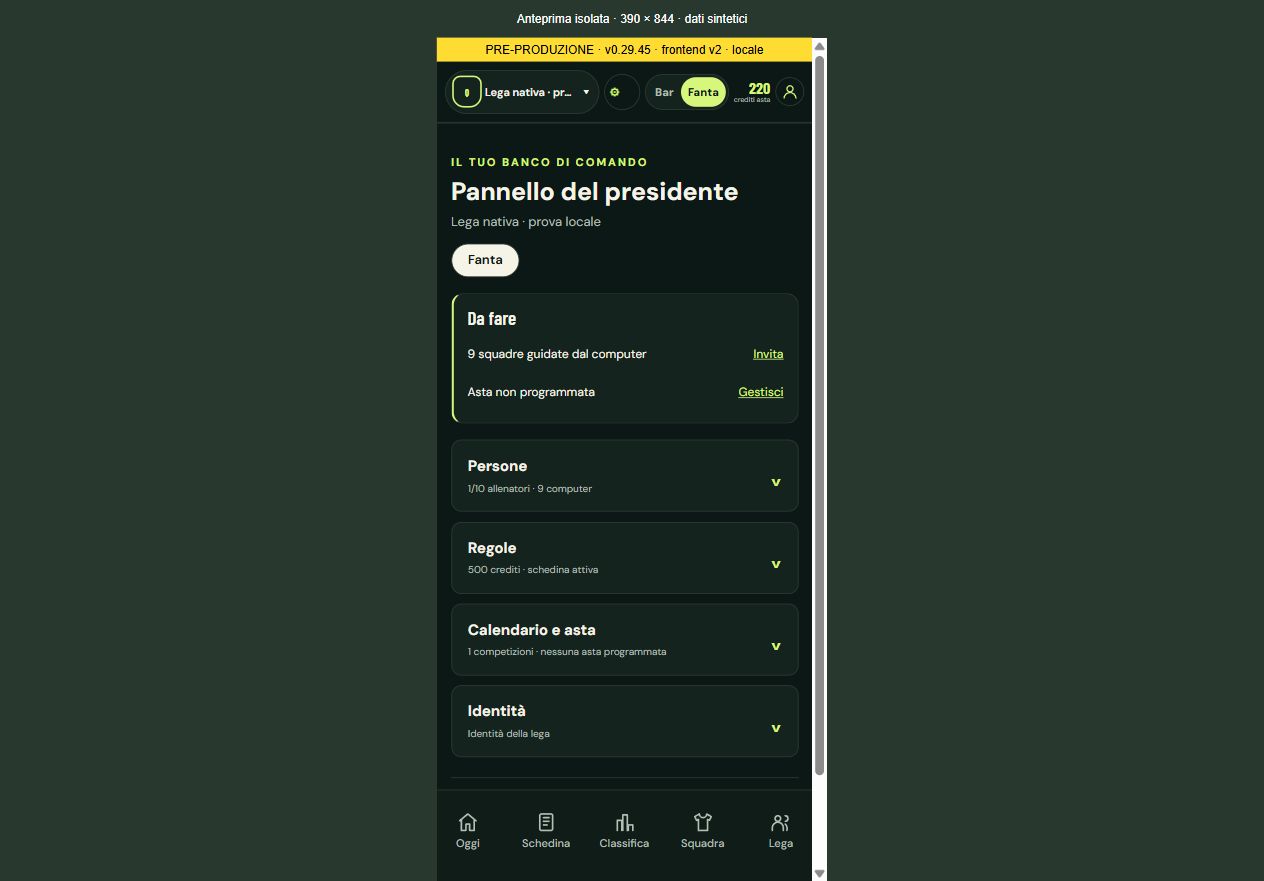 Anteprima isolata · 390 × 844 · dati sintetici
PRE-PRODUZIONE · v0.29.45 · frontend v2 · locale
Lega nativa · pr...
Bar
Fanta
220
crediti asta
IL TUO BANCO DI COMANDO
Pannello del presidente
Lega nativa · prova locale
Fanta
Da fare
9 squadre guidate dal computer
Invita
Asta non programmata
Gestisci
Persone
1/10 allenatori · 9 computer
v
Regole
500 crediti · schedina attiva
v
Calendario e asta
1 competizioni · nessuna asta programmata
v
Identità
Identità della lega
v
Oggi
Schedina
Classifica
Squadra
Lega